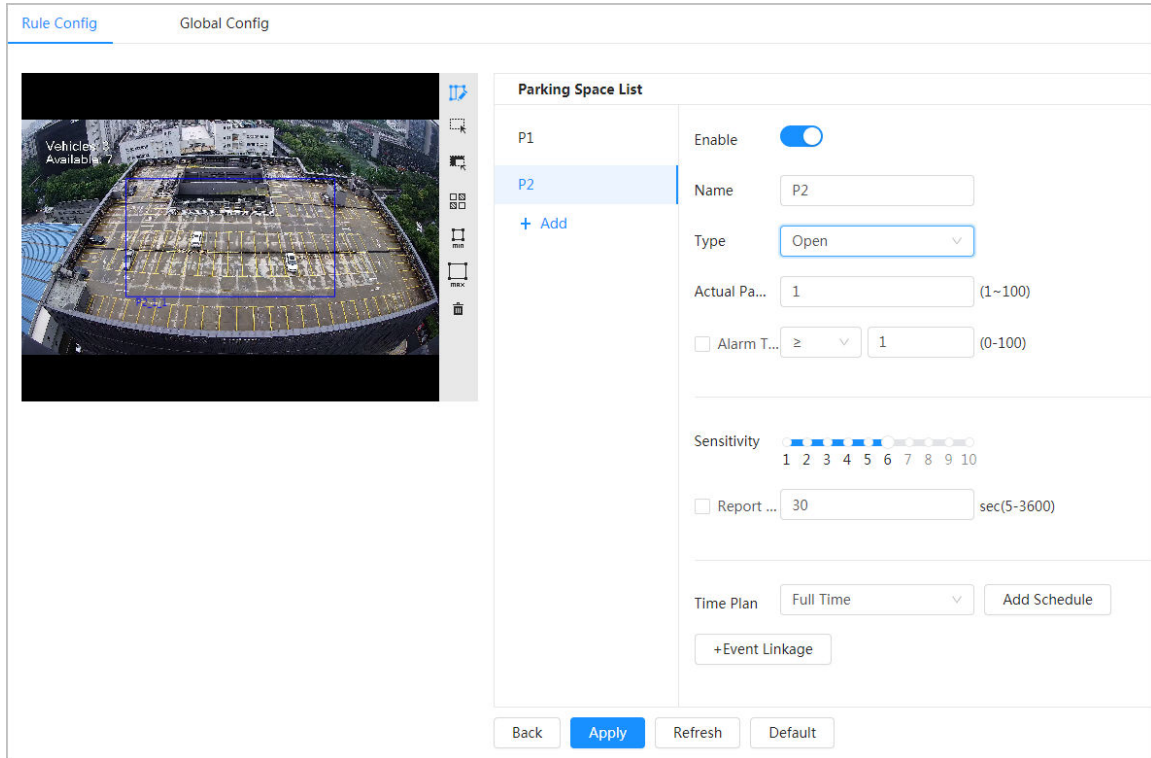 Rule Config Global Config
Vehicles: 3
Available: 7
min
max
Parking Space List
P1
P2
+ Add
Enable
Name P2
Type Open
Actual Pa... 1 (1~100)
Alarm T... ≥ 1 (0-100)
Sensitivity
1 2 3 4 5 6 7 8 9 10
Report ... 30 sec(5-3600)
Time Plan Full Time Add Schedule
+Event Linkage
Back Apply Refresh Default